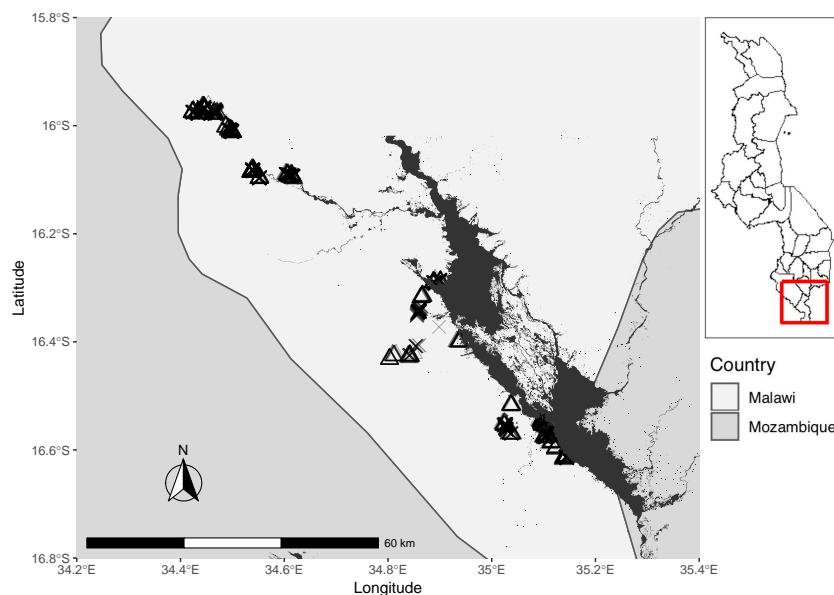 15.8°S
16°S
16.2°S
16.4°S
16.6°S
16.8°S
Latitude
34.2°E
34.4°E
34.6°E
34.8°E
35°E
35.2°E
35.4°E
Longitude
N
60 km
Country
Malawi
Mozambique